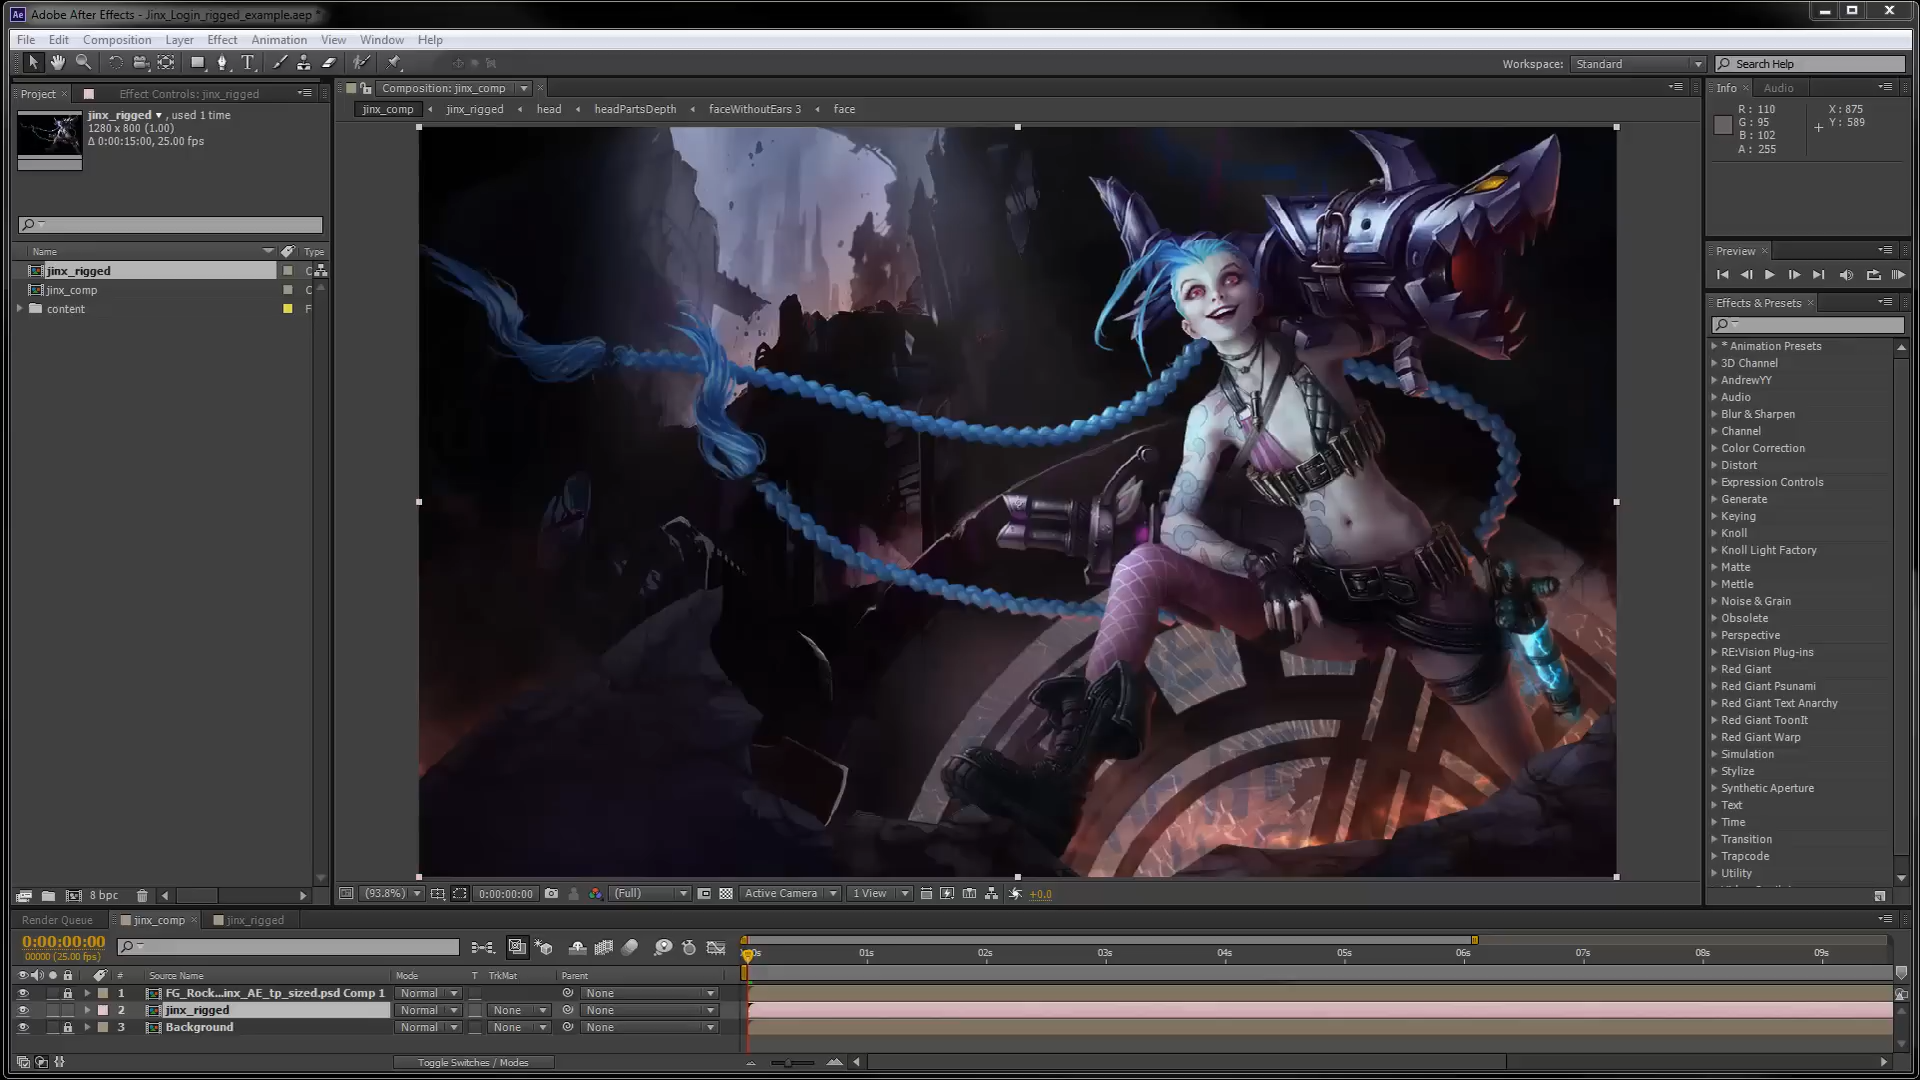 Adobe After Effects - Jinx_Login_rigged_example.aep *
File Edit Composition Layer Effect Animation View Window Help
Workspace: Standard Search Help
Project Effect Controls: jinx_rigged
jinx_rigged , used 1 time
1280 x 800 (1.00)
Δ 0:00:15:00, 25.00 fps
Name Type
jinx_rigged C
jinx_comp C
content F
8 bpc
Composition: jinx_comp
jinx_comp jinx_rigged head headPartsDepth faceWithoutEars 3 face
(93.8%) 0:00:00:00 (Full) Active Camera 1 View +0.0
Info Audio
R: 110 X: 875
G: 95 Y: 589
B: 102
A: 255
Preview
Effects & Presets
* Animation Presets
3D Channel
AndrewYY
Audio
Blur & Sharpen
Channel
Color Correction
Distort
Expression Controls
Generate
Keying
Knoll
Knoll Light Factory
Matte
Mettle
Noise & Grain
Obsolete
Perspective
RE:Vision Plug-ins
Red Giant
Red Giant Psunami
Red Giant Text Anarchy
Red Giant ToonIt
Red Giant Warp
Simulation
Stylize
Synthetic Aperture
Text
Time
Transition
Trapcode
Utility
Render Queue jinx_comp jinx_rigged
0:00:00:00
00000 (25.00 fps)
01s 02s 03s 04s 05s 06s 07s 08s 09s
# Source Name Mode T TrkMat Parent
1 FG_Rock...inx_AE_tp_sized.psd Comp 1 Normal None
2 jinx_rigged Normal None None
3 Background Normal None None
Toggle Switches / Modes